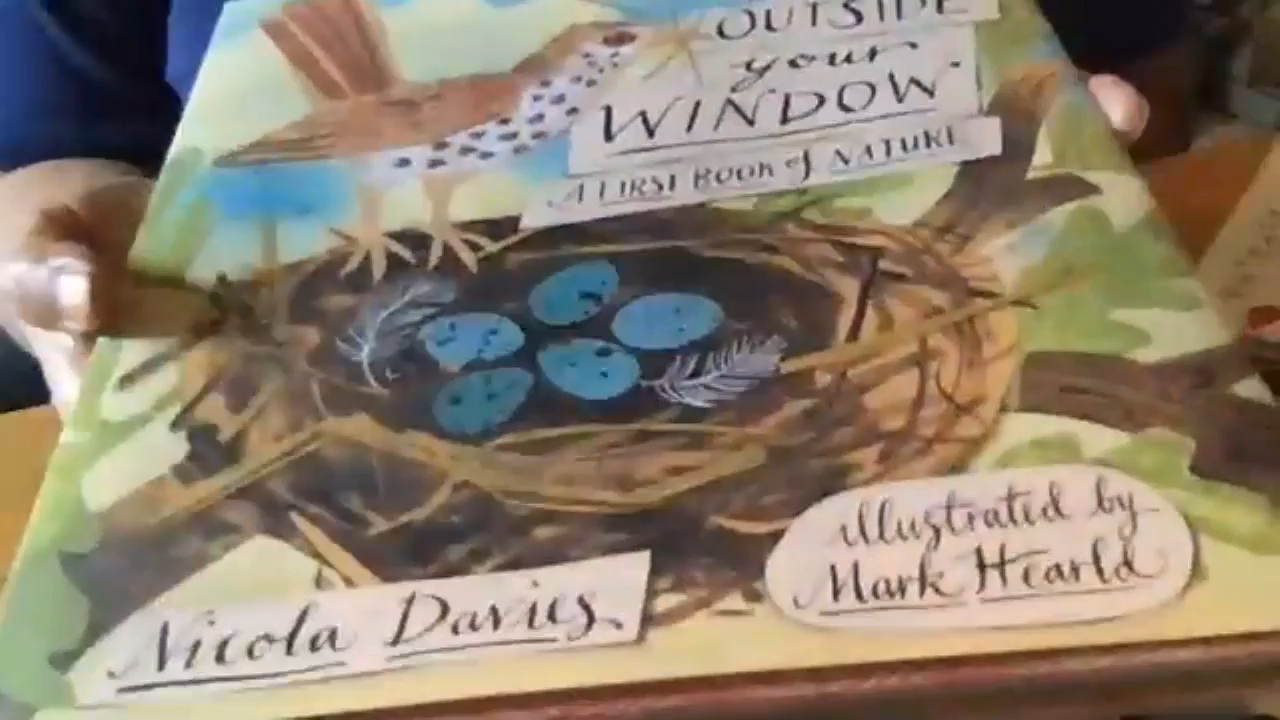 OUTSIDE
your
WINDOW
A FIRST BOOK of NATURE
illustrated by
Mark Hearld
Nicola Davies